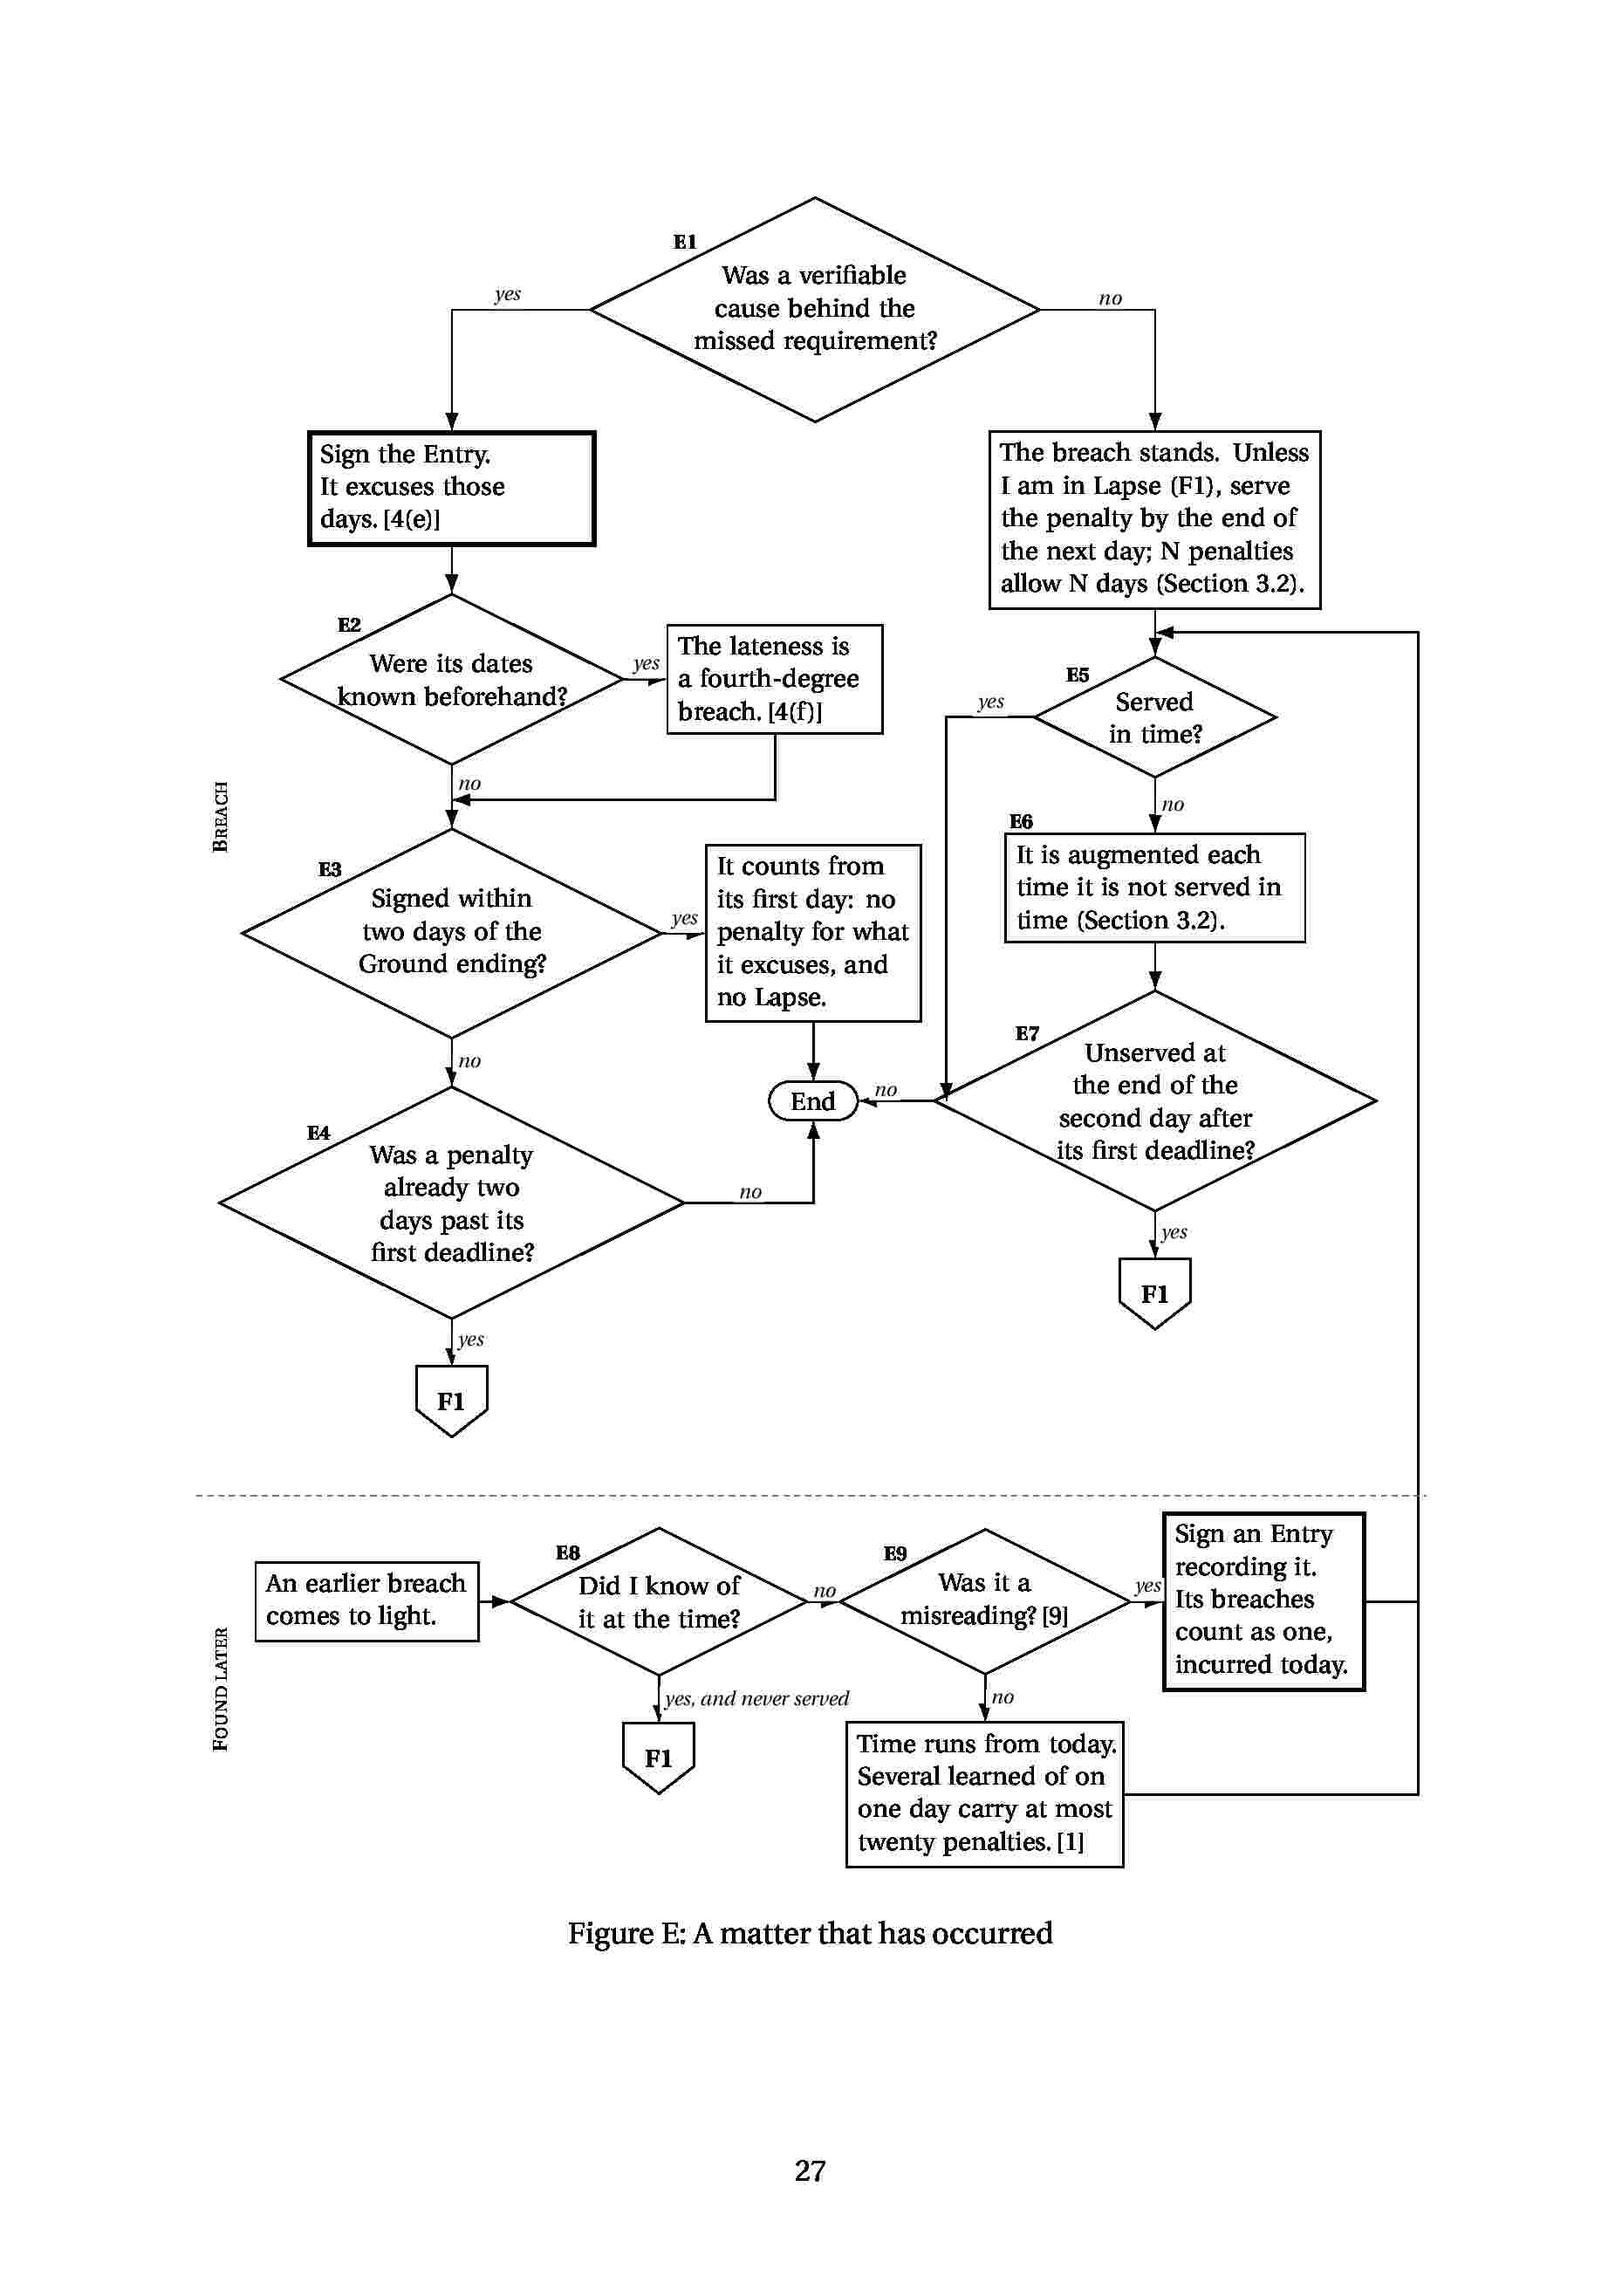 E1
Was a verifiable
cause behind the
missed requirement?
yes
no
Sign the Entry.
It excuses those
days. [4(e)]
The breach stands. Unless
I am in Lapse (F1), serve
the penalty by the end of
the next day; N penalties
allow N days (Section 3.2).
E2
Were its dates
known beforehand?
yes
The lateness is
a fourth-degree
breach. [4(f)]
no
E5
Served
in time?
yes
no
BREACH
E3
Signed within
two days of the
Ground ending?
yes
It counts from
its first day: no
penalty for what
it excuses, and
no Lapse.
no
E6
It is augmented each
time it is not served in
time (Section 3.2).
E7
Unserved at
the end of the
second day after
its first deadline?
no
End
yes
F1
E4
Was a penalty
already two
days past its
first deadline?
no
yes
F1
FOUND LATER
An earlier breach
comes to light.
E8
Did I know of
it at the time?
no
yes, and never served
F1
E9
Was it a
misreading? [9]
yes
Sign an Entry
recording it.
Its breaches
count as one,
incurred today.
no
Time runs from today.
Several learned of on
one day carry at most
twenty penalties. [1]
Figure E: A matter that has occurred
27